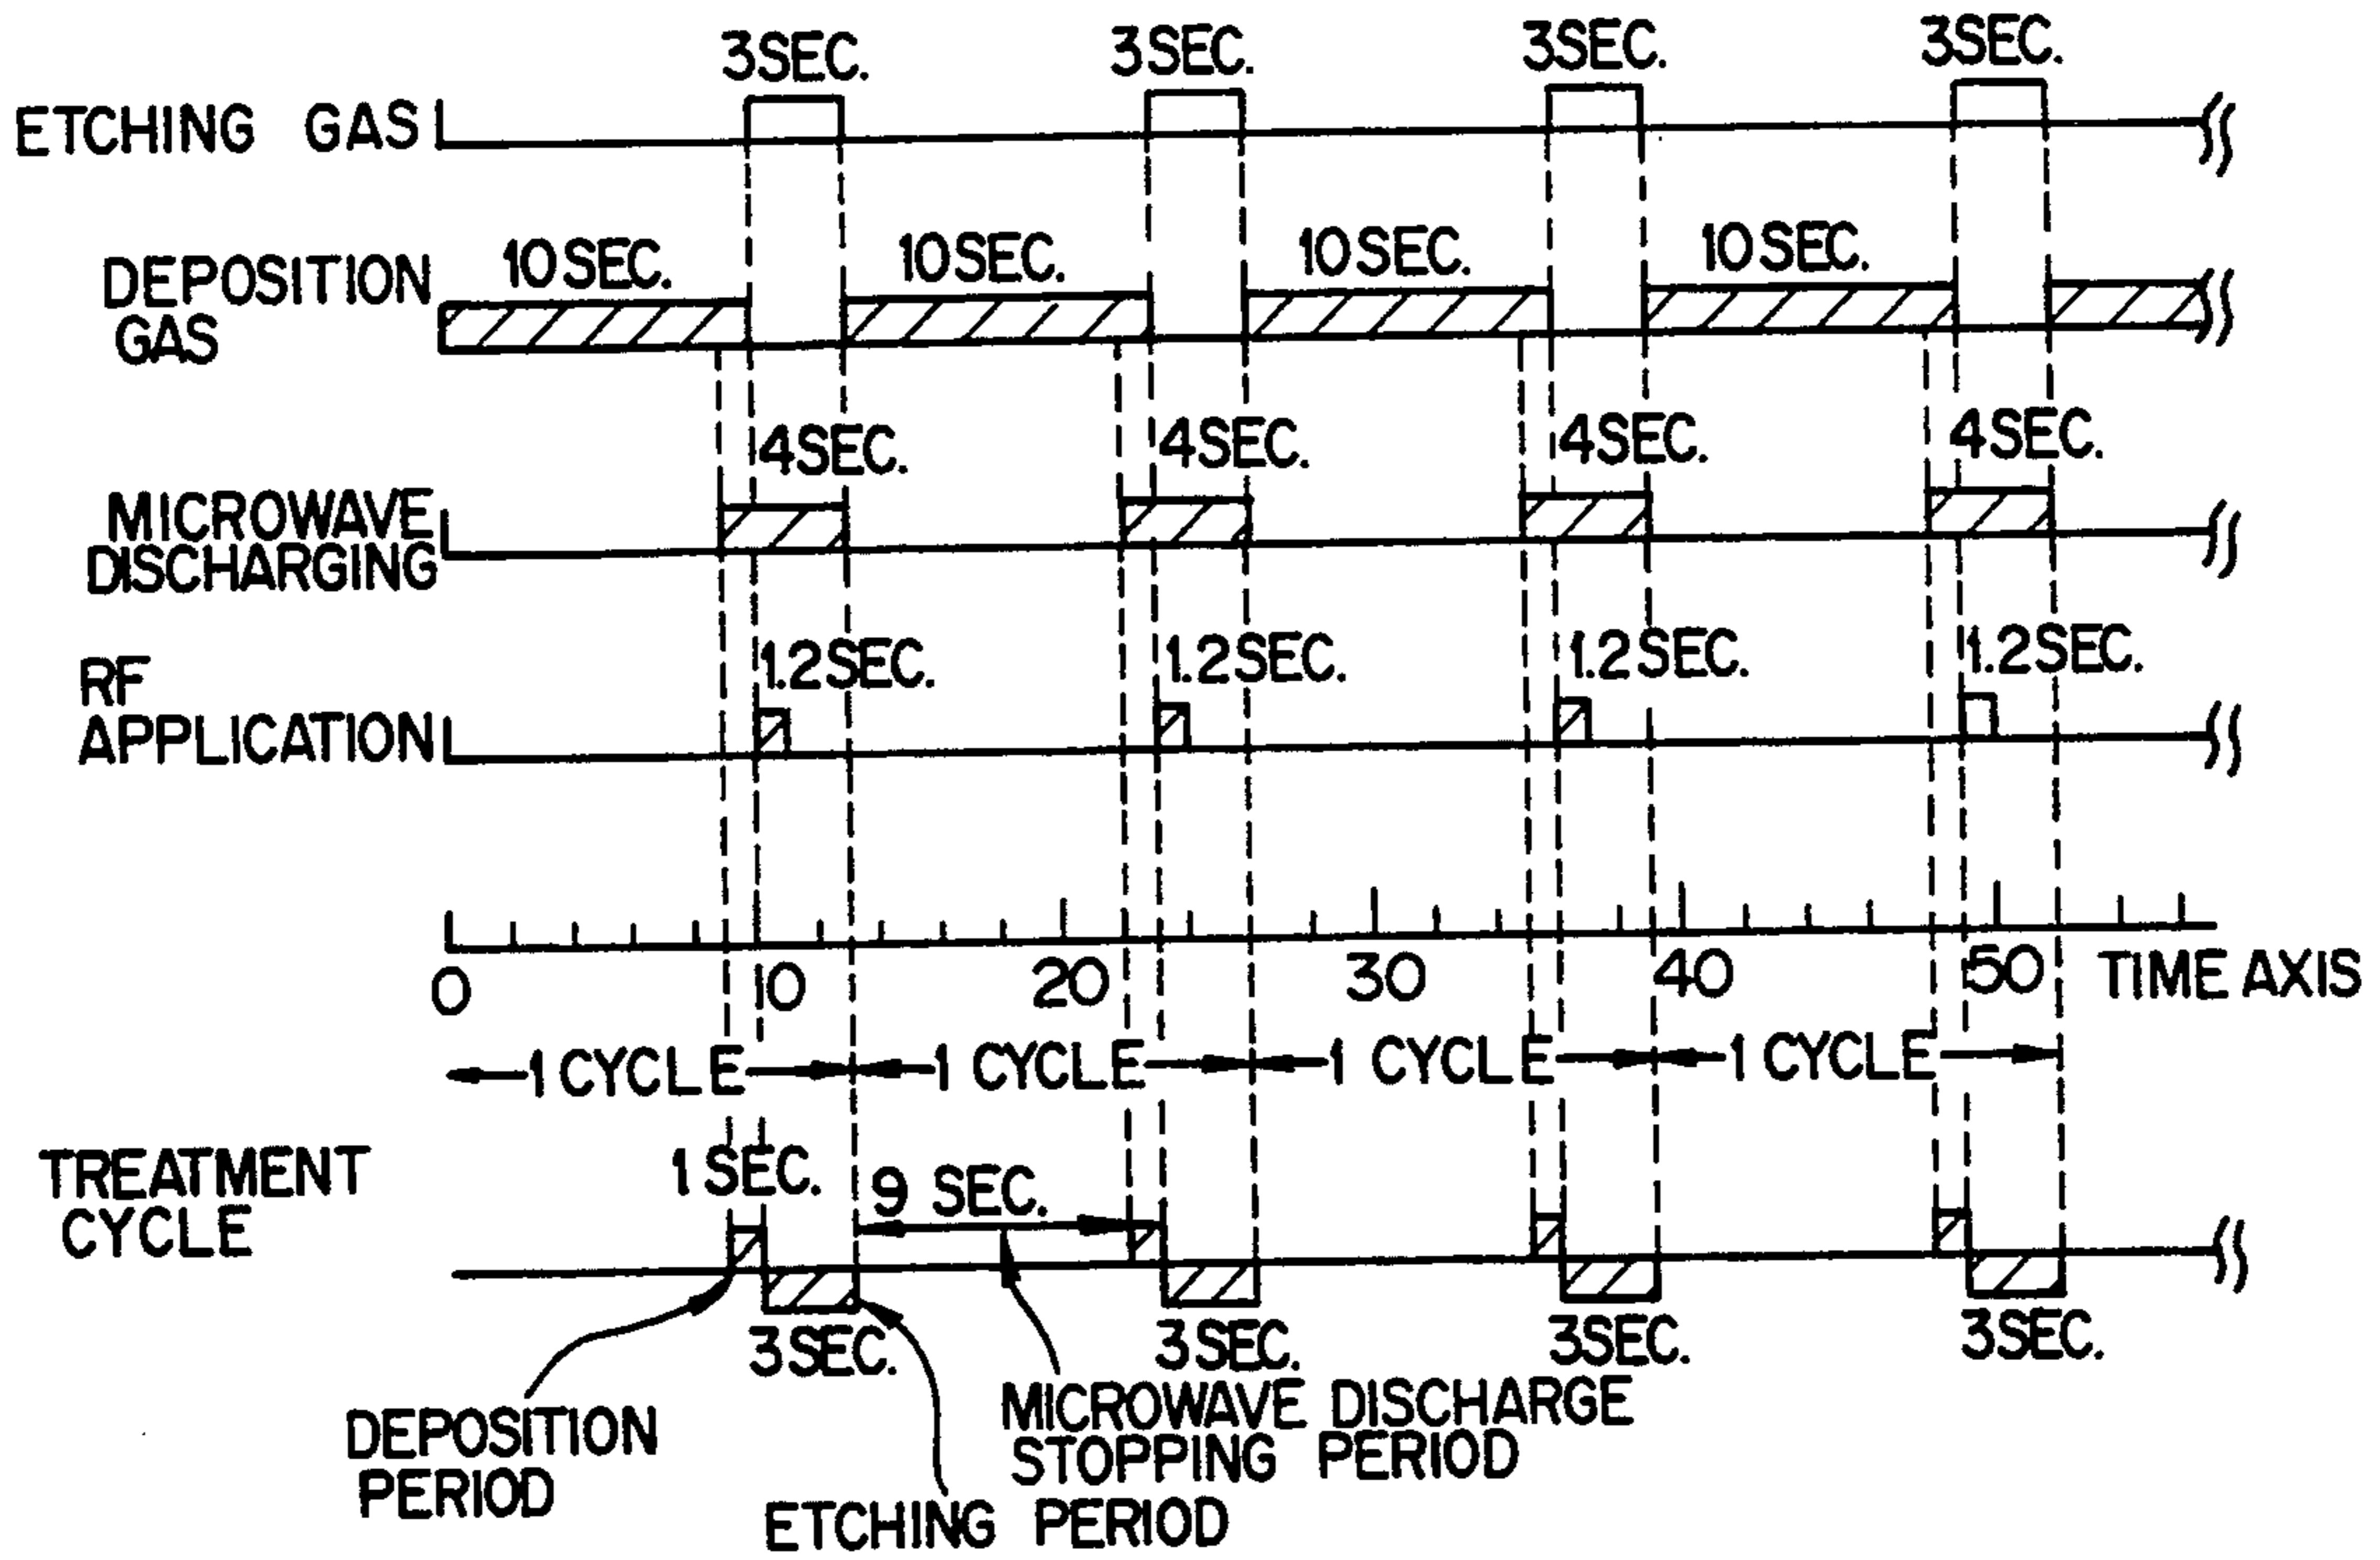 3SEC. 3SEC. 3SEC. 3SEC.
ETCHING GAS
10SEC. 10SEC. 10SEC. 10SEC.
DEPOSITION
GAS
4SEC. 4SEC. 4SEC. 4SEC.
MICROWAVE
DISCHARGING
1.2SEC. 1.2SEC. 1.2SEC. 1.2SEC.
RF
APPLICATION
0 10 20 30 40 50 TIME AXIS
1 CYCLE 1 CYCLE 1 CYCLE 1 CYCLE
TREATMENT
CYCLE
1 SEC. 9 SEC.
3SEC. 3SEC. 3SEC. 3SEC.
DEPOSITION
PERIOD
MICROWAVE DISCHARGE
STOPPING PERIOD
ETCHING PERIOD